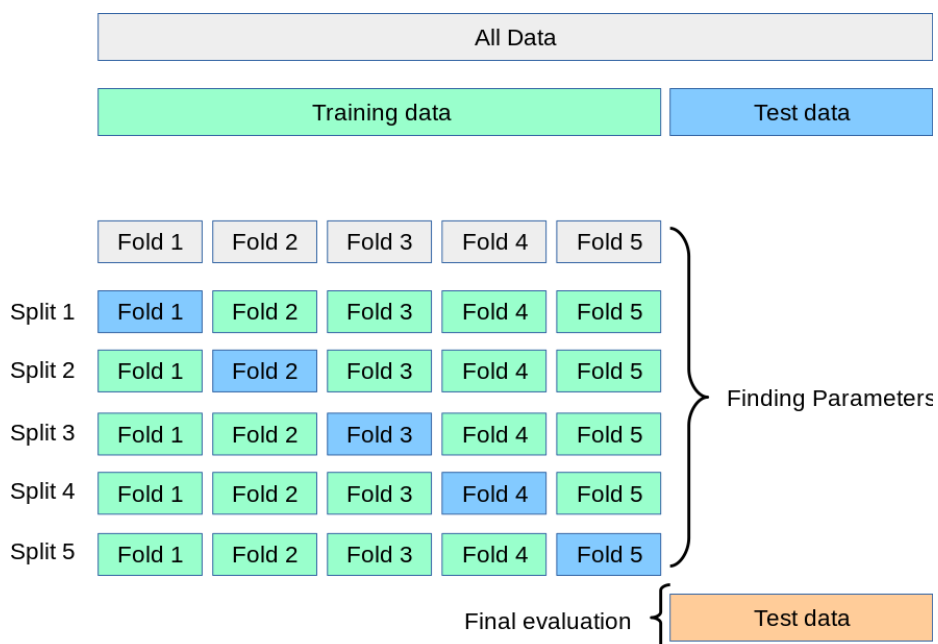 All Data
Training data Test data
Fold 1 Fold 2 Fold 3 Fold 4 Fold 5
Split 1 Fold 1 Fold 2 Fold 3 Fold 4 Fold 5
Split 2 Fold 1 Fold 2 Fold 3 Fold 4 Fold 5
Finding Parameters
Split 3 Fold 1 Fold 2 Fold 3 Fold 4 Fold 5
Split 4 Fold 1 Fold 2 Fold 3 Fold 4 Fold 5
Split 5 Fold 1 Fold 2 Fold 3 Fold 4 Fold 5
Final evaluation Test data